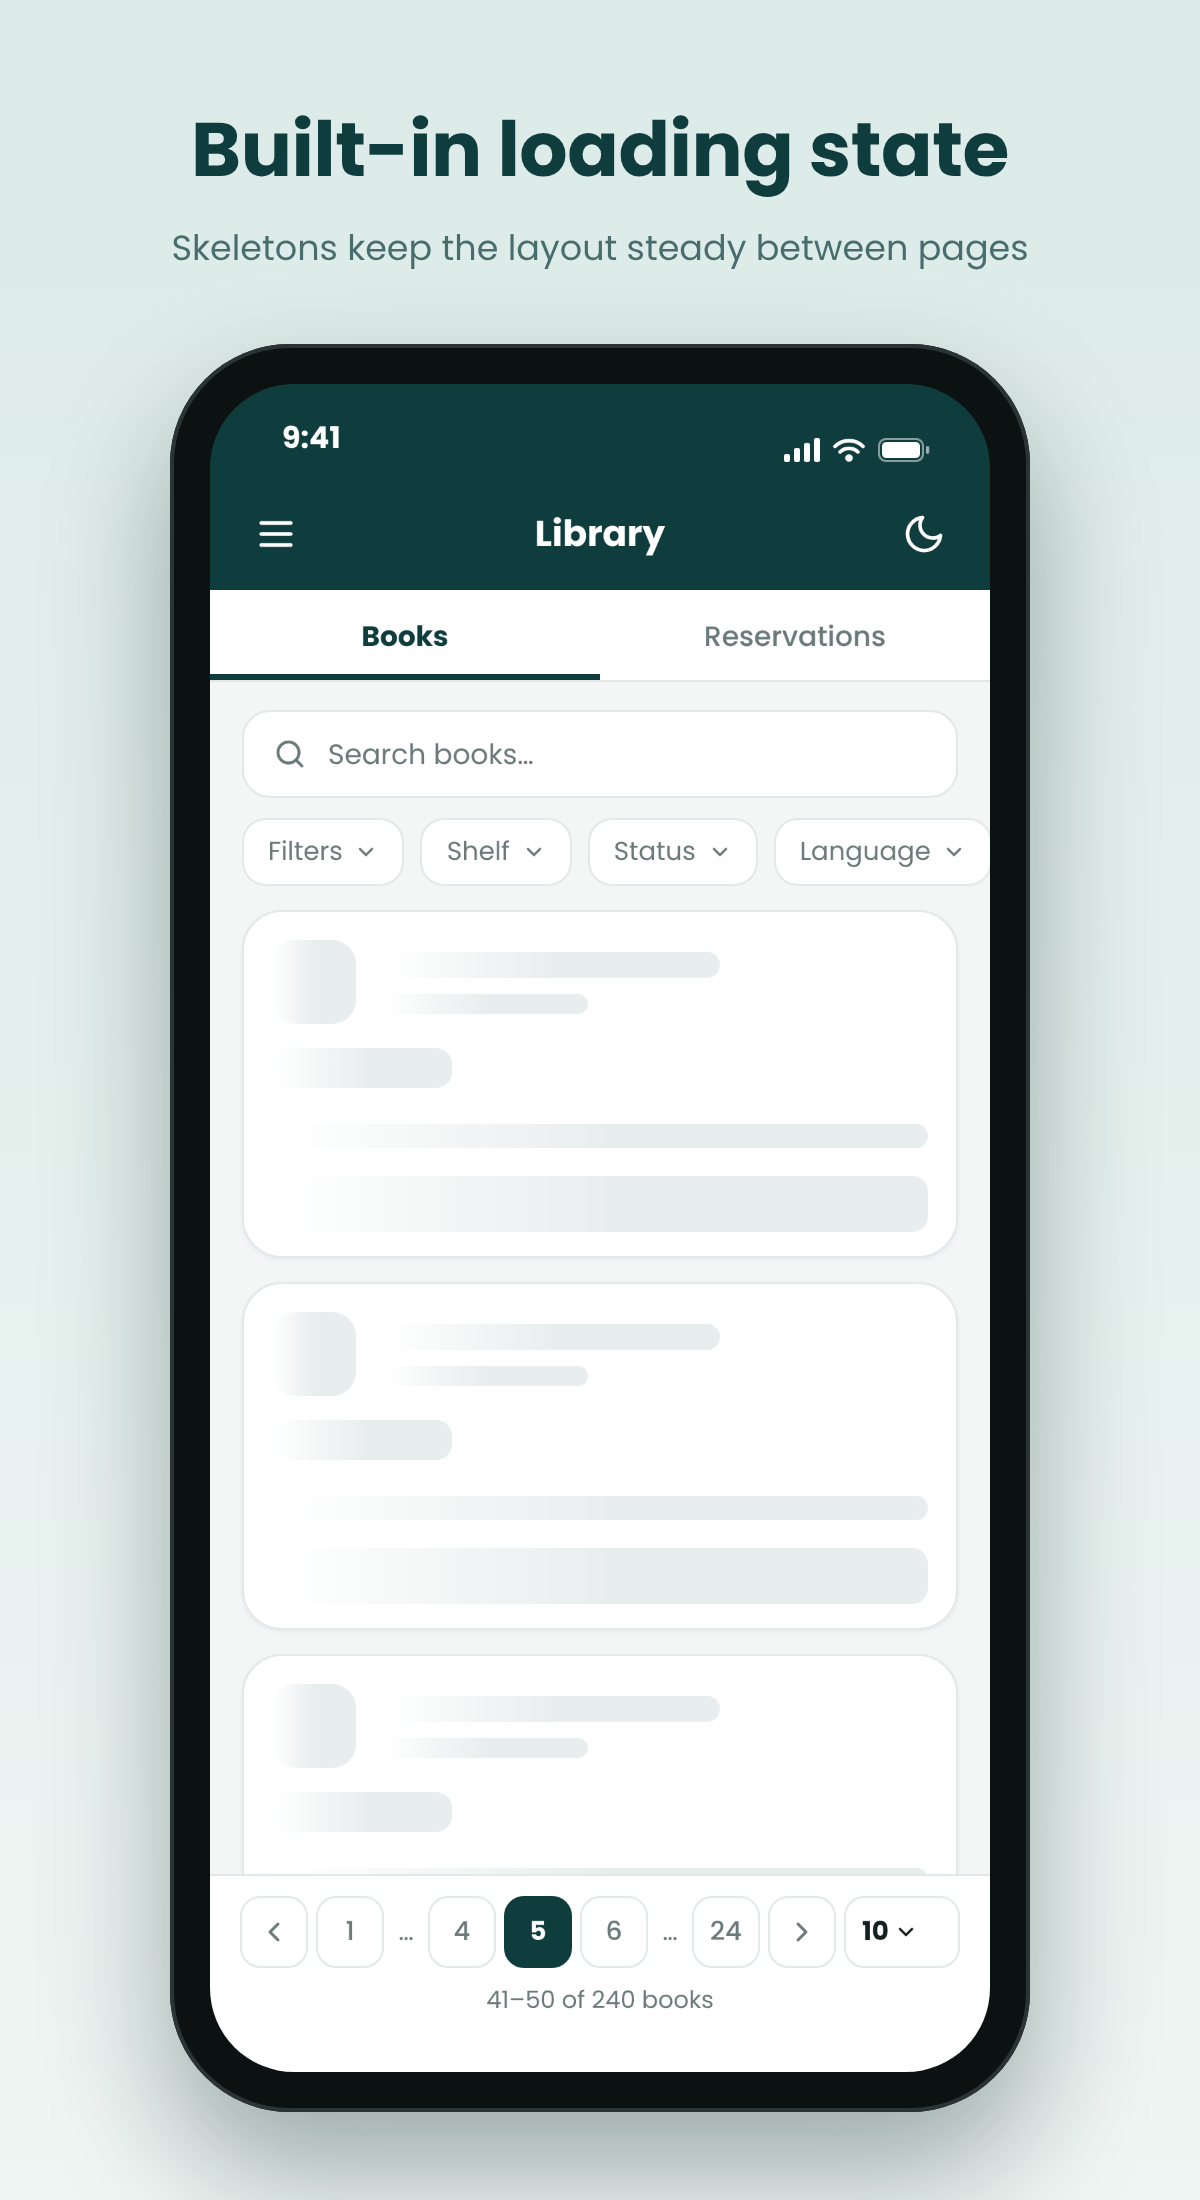 Built-in loading state
Skeletons keep the layout steady between pages
9:41
Library
Books Reservations
Search books...
Filters Shelf Status Language
1 ... 4 5 6 ... 24 10
41–50 of 240 books